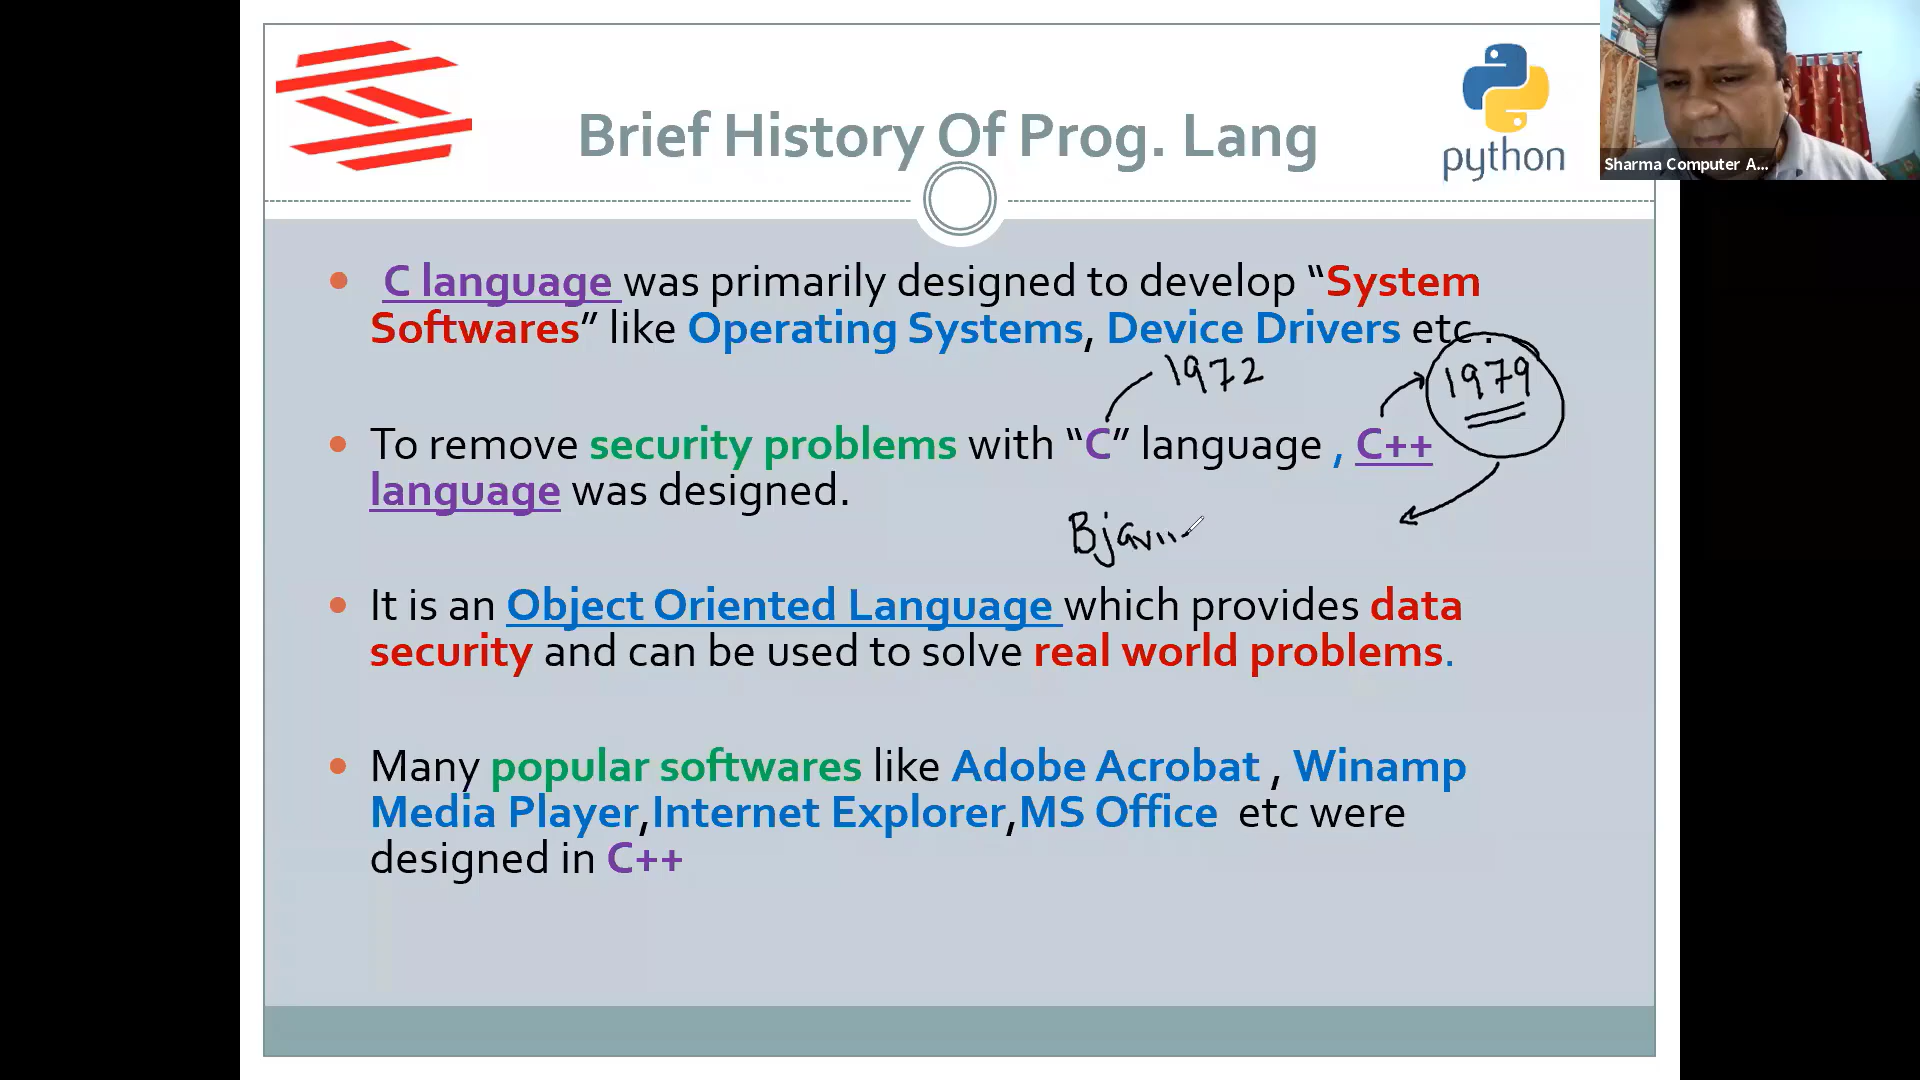 Brief History Of Prog. Lang
python
Sharma Computer A...
• C language was primarily designed to develop “System
Softwares” like Operating Systems, Device Drivers etc .
1972
1979
• To remove security problems with “C” language , C++
language was designed.
• It is an Object Oriented Language which provides data
security and can be used to solve real world problems.
• Many popular softwares like Adobe Acrobat , Winamp
Media Player,Internet Explorer,MS Office etc were
designed in C++